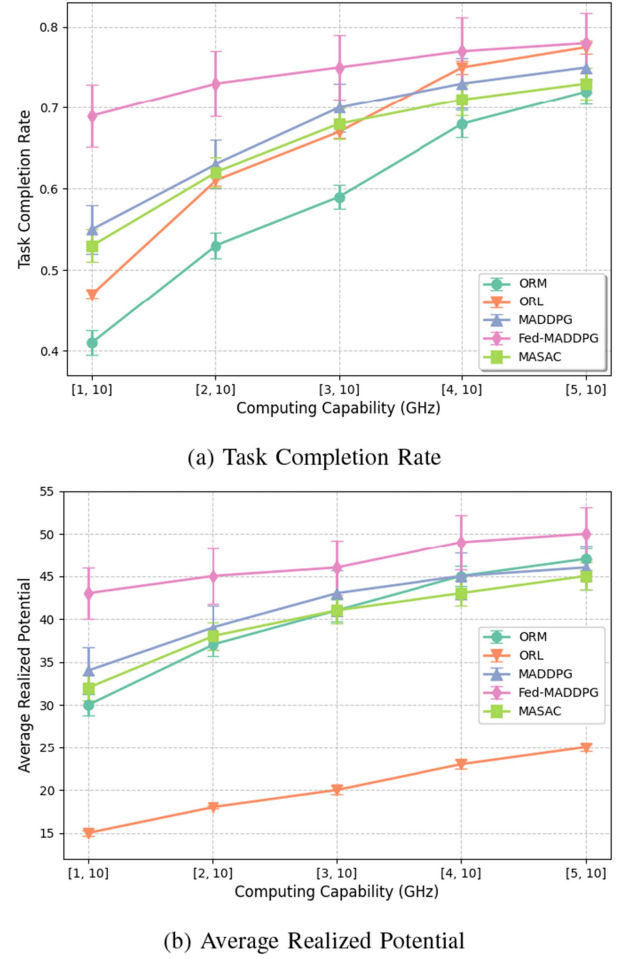 0.8
0.7
0.6
0.5
0.4
Task Completion Rate
ORM
ORL
MADDPG
Fed-MADDPG
MASAC
[1, 10] [2, 10] [3, 10] [4, 10] [5, 10]
Computing Capability (GHz)
(a) Task Completion Rate
55
50
45
40
35
30
25
20
15
Average Realized Potential
ORM
ORL
MADDPG
Fed-MADDPG
MASAC
[1, 10] [2, 10] [3, 10] [4, 10] [5, 10]
Computing Capability (GHz)
(b) Average Realized Potential